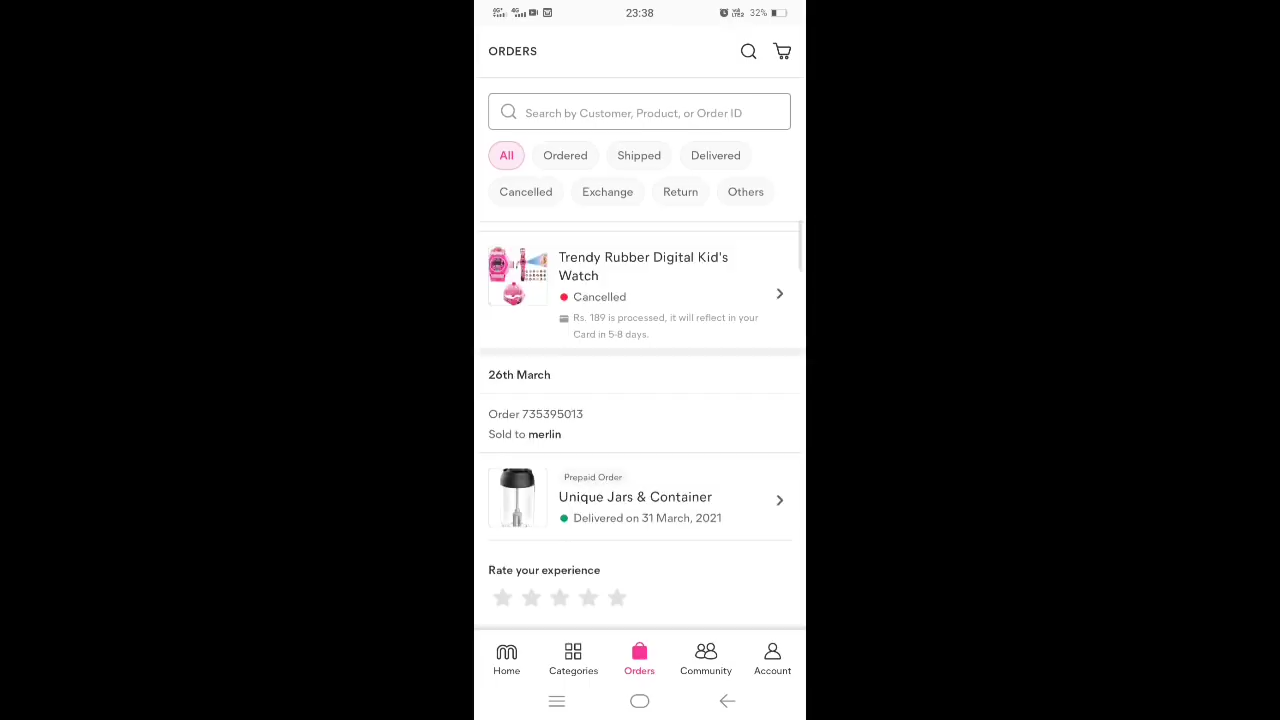 23:38
32%
ORDERS
Search by Customer, Product, or Order ID
All
Ordered
Shipped
Delivered
Cancelled
Exchange
Return
Others
Trendy Rubber Digital Kid's
Watch
Cancelled
Rs. 189 is processed, it will reflect in your
Card in 5-8 days.
26th March
Order 735395013
Sold to merlin
Prepaid Order
Unique Jars & Container
Delivered on 31 March, 2021
Rate your experience
Home
Categories
Orders
Community
Account